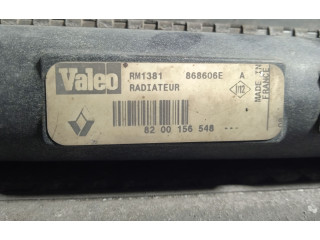 Valeo
RM1381 868606E A
RADIATEUR
82 00 156 548
MADE IN
FRANCE